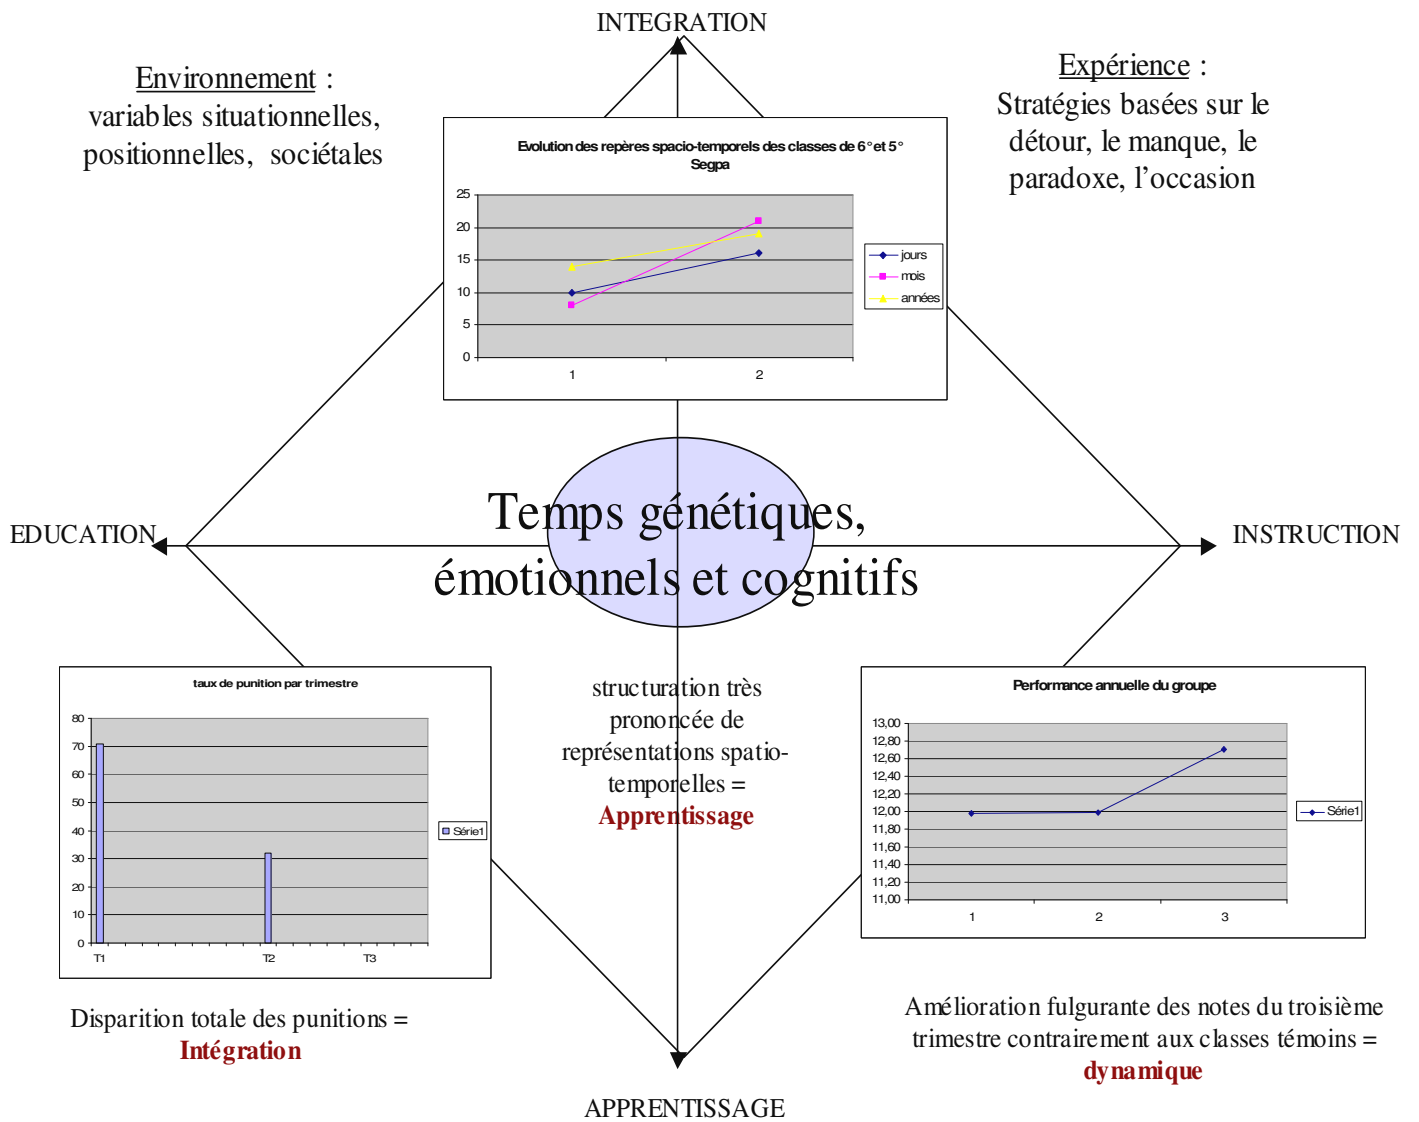 INTEGRATION
Environnement :
variables situationnelles,
positionnelles, sociétales
Expérience :
Stratégies basées sur le
détour, le manque, le
paradoxe, l'occasion
Evolution des repères spacio-temporels des classes de 6° et 5°
Segpa
25
20
15
10
5
0
1
2
jours
mois
années
EDUCATION
INSTRUCTION
Temps génétiques,
émotionnels et cognitifs
taux de punition par trimestre
80
70
60
50
40
30
20
10
0
T1
T2
T3
Série1
structuration très
prononcée de
représentations spatio-
temporelles =
Apprentissage
Performance annuelle du groupe
13,00
12,80
12,60
12,40
12,20
12,00
11,80
11,60
11,40
11,20
11,00
1
2
3
Série1
Disparition totale des punitions =
Intégration
Amélioration fulgurante des notes du troisième
trimestre contrairement aux classes témoins =
dynamique
APPRENTISSAGE